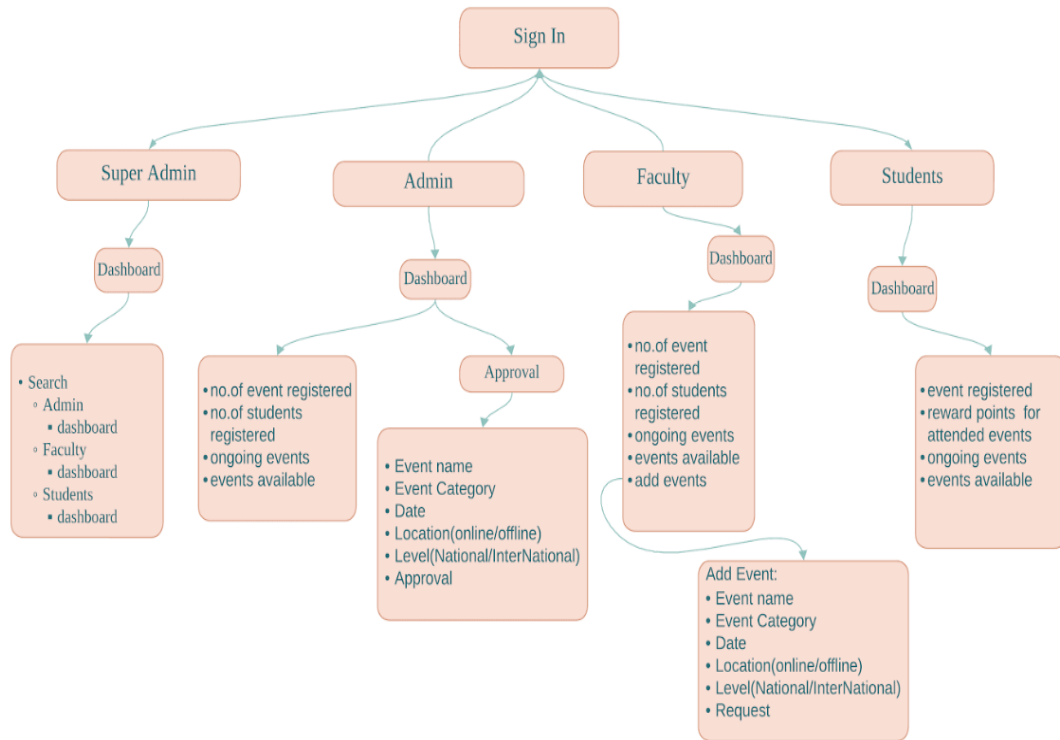 Sign In
Super Admin
Admin
Faculty
Students
Dashboard
Dashboard
Dashboard
Dashboard
• Search
◦ Admin
▪ dashboard
◦ Faculty
▪ dashboard
◦ Students
▪ dashboard
•no.of event registered
•no.of students
registered
•ongoing events
•events available
Approval
• Event name
• Event Category
• Date
• Location(online/offline)
• Level(National/InterNational)
• Approval
•no.of event
registered
•no.of students
registered
•ongoing events
•events available
•add events
Add Event:
• Event name
• Event Category
• Date
• Location(online/offline)
• Level(National/InterNational)
• Request
•event registered
•reward points for
attended events
•ongoing events
•events available